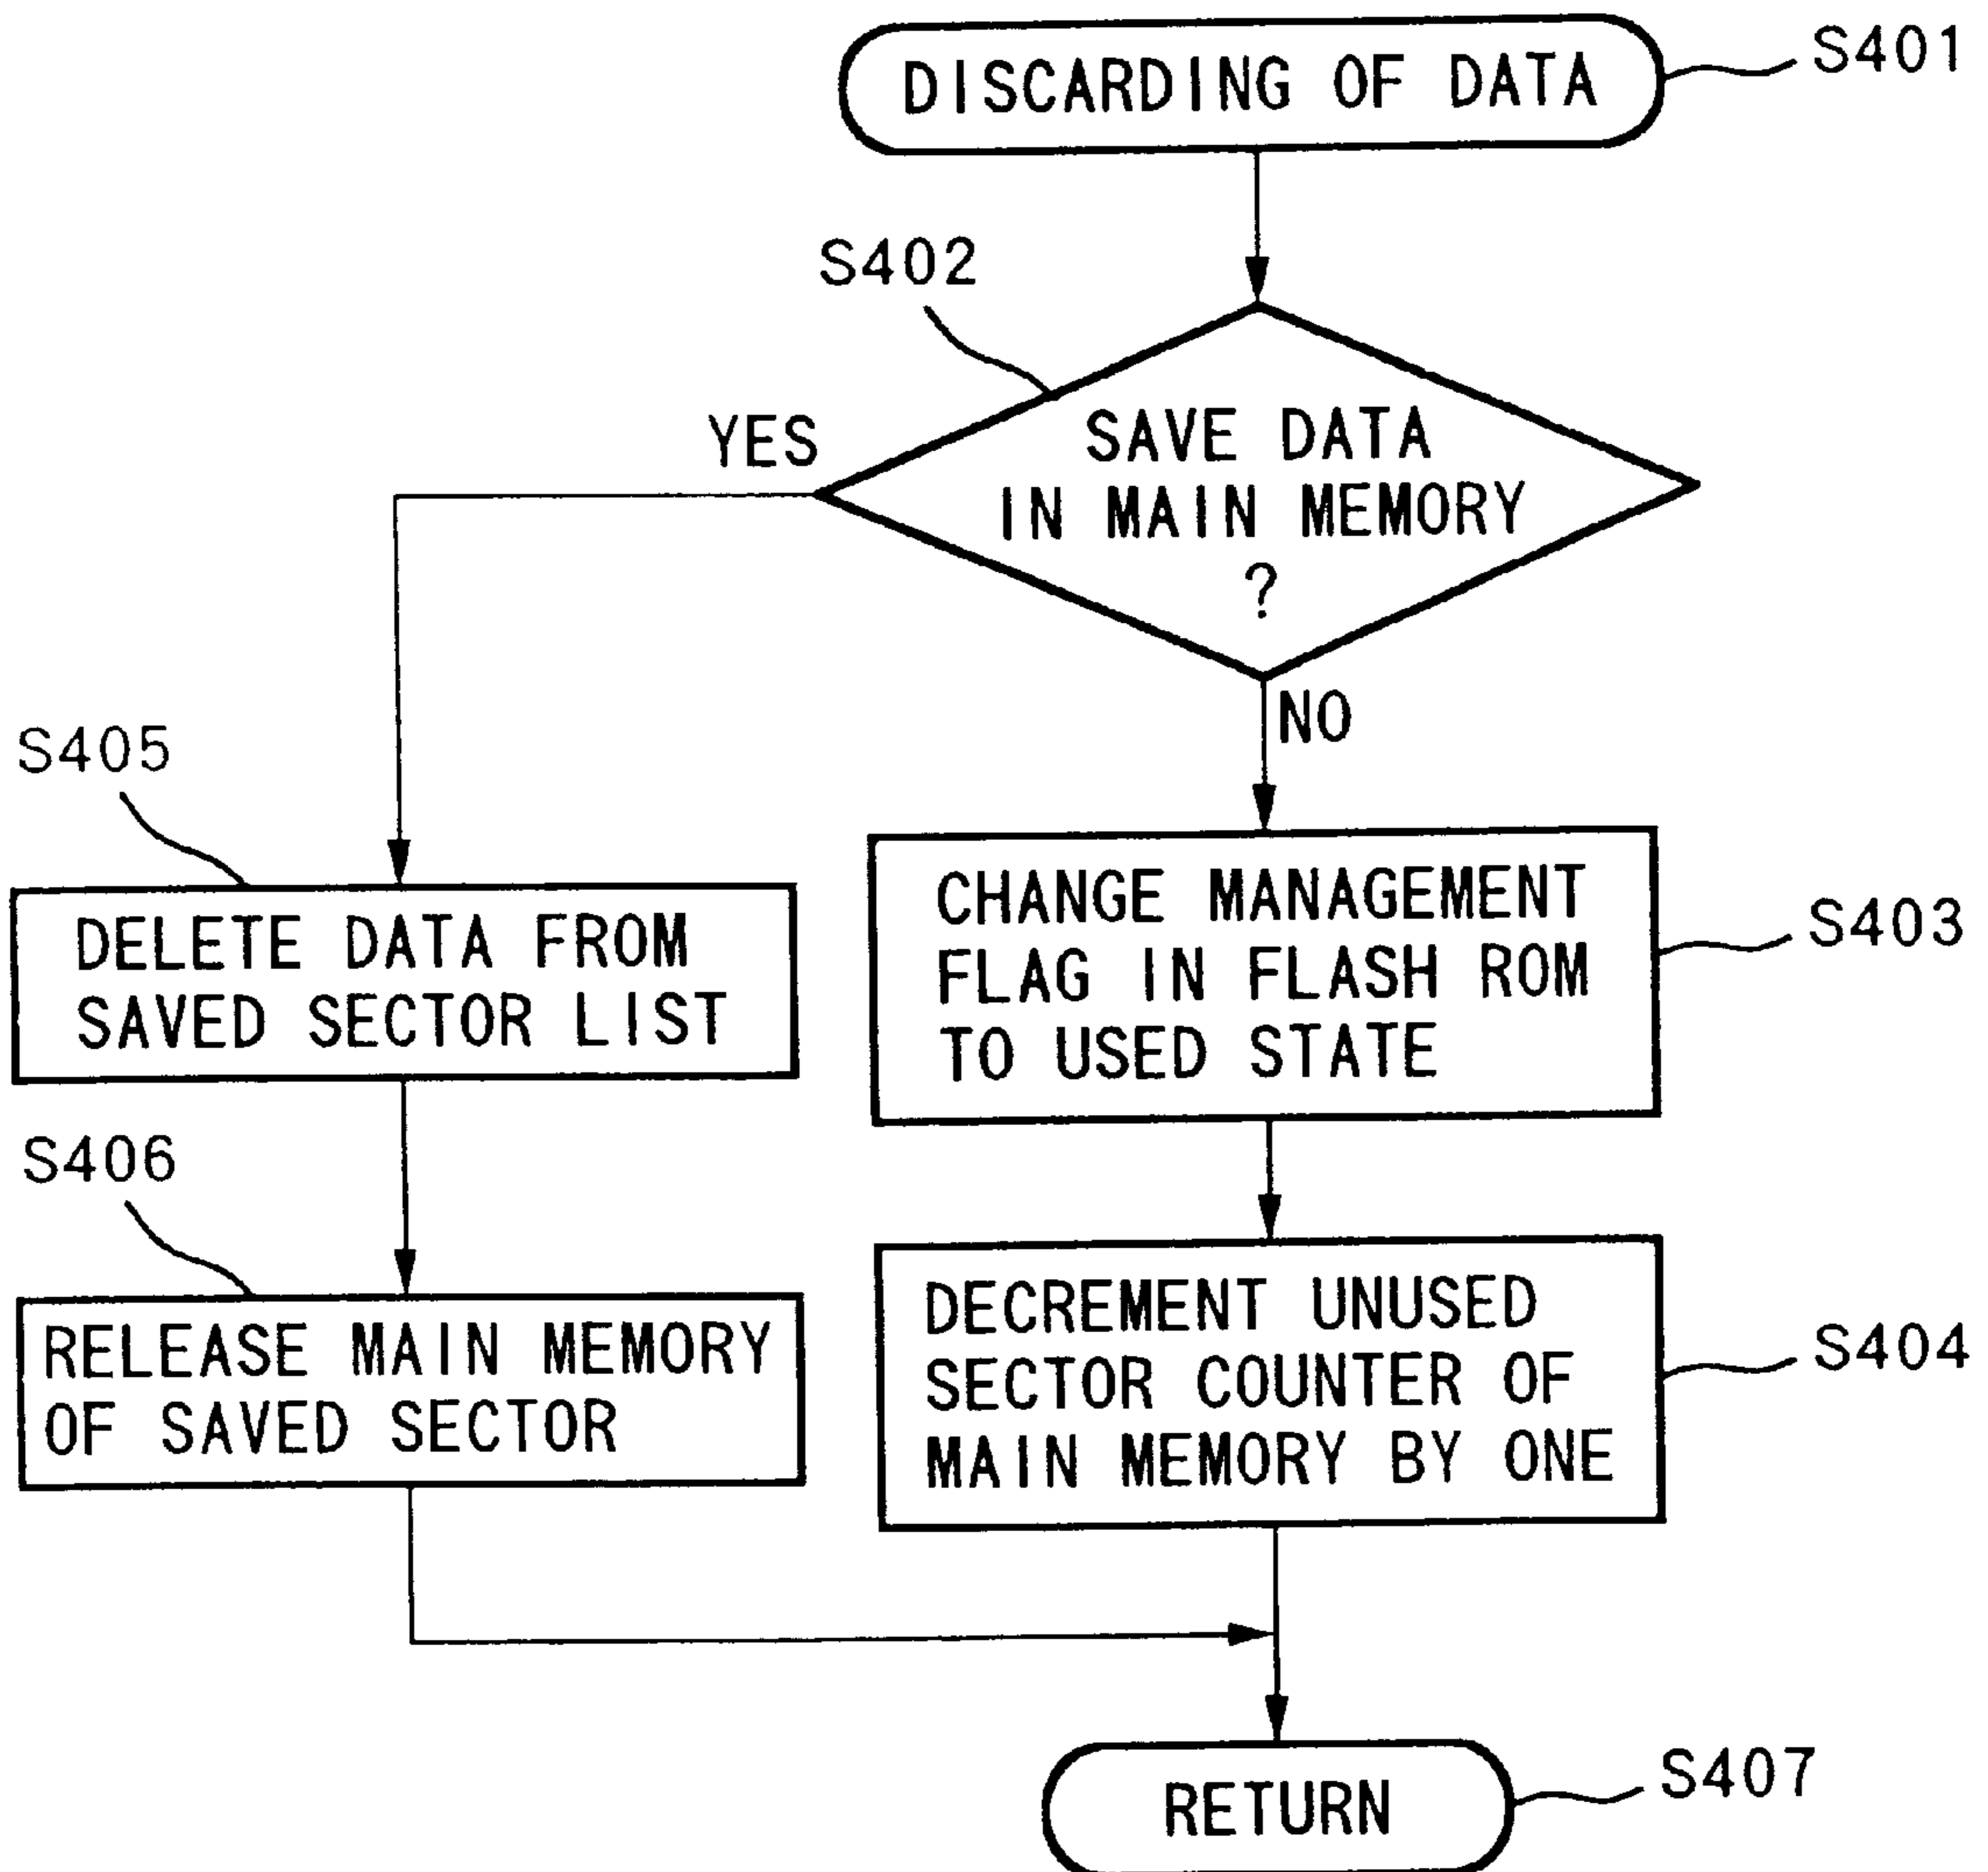 DISCARDING OF DATA
S401
S402
SAVE DATA
IN MAIN MEMORY
?
YES
NO
S405
DELETE DATA FROM
SAVED SECTOR LIST
CHANGE MANAGEMENT
FLAG IN FLASH ROM
TO USED STATE
S403
S406
RELEASE MAIN MEMORY
OF SAVED SECTOR
DECREMENT UNUSED
SECTOR COUNTER OF
MAIN MEMORY BY ONE
S404
RETURN
S407